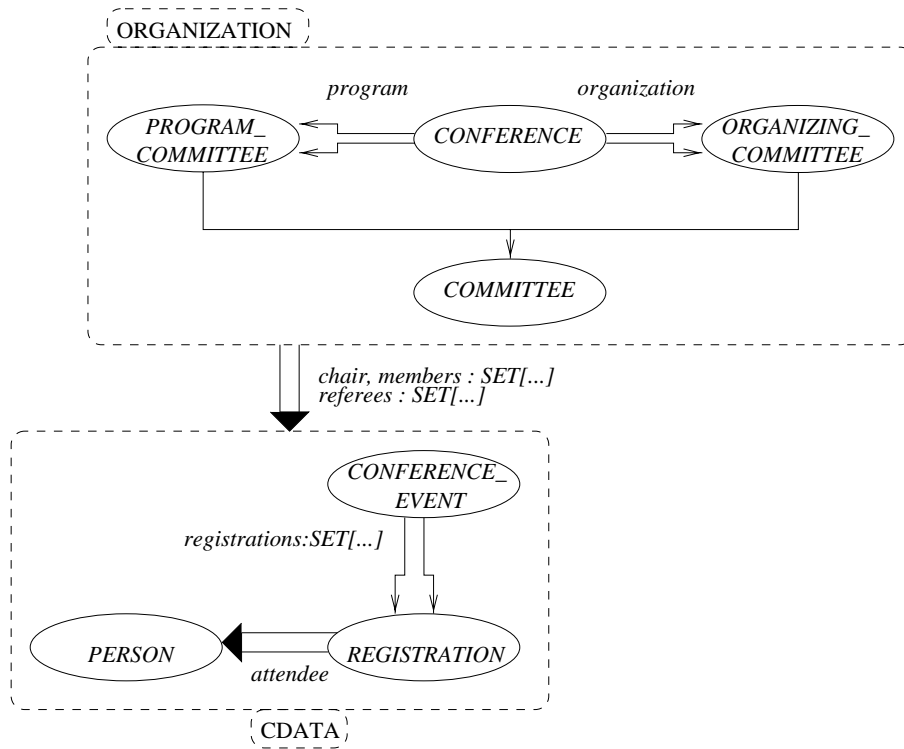 ORGANIZATION
program
organization
PROGRAM_
COMMITTEE
CONFERENCE
ORGANIZING_
COMMITTEE
COMMITTEE
chair, members : SET[...]
referees : SET[...]
CONFERENCE_
EVENT
registrations:SET[...]
PERSON
REGISTRATION
attendee
CDATA